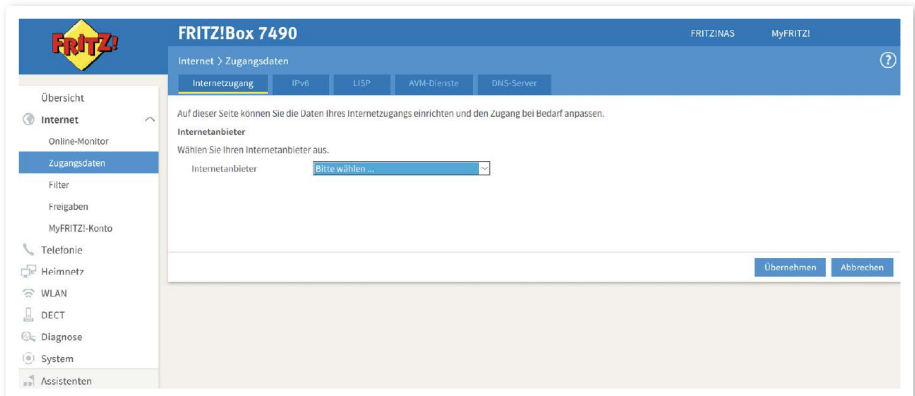 FRITZ!
FRITZ!Box 7490
FRITZ!NAS
MyFRITZ!
Internet > Zugangsdaten
?
Internetzugang
IPv6
LISP
AVM-Dienste
DNS-Server
Übersicht
Internet
Online-Monitor
Zugangsdaten
Filter
Freigaben
MyFRITZ!-Konto
Telefonie
Heimnetz
WLAN
DECT
Diagnose
System
Assistenten
Auf dieser Seite können Sie die Daten Ihres Internetzugangs einrichten und den Zugang bei Bedarf anpassen.
Internetanbieter
Wählen Sie Ihren Internetanbieter aus.
Internetanbieter
Bitte wählen ...
Übernehmen
Abbrechen